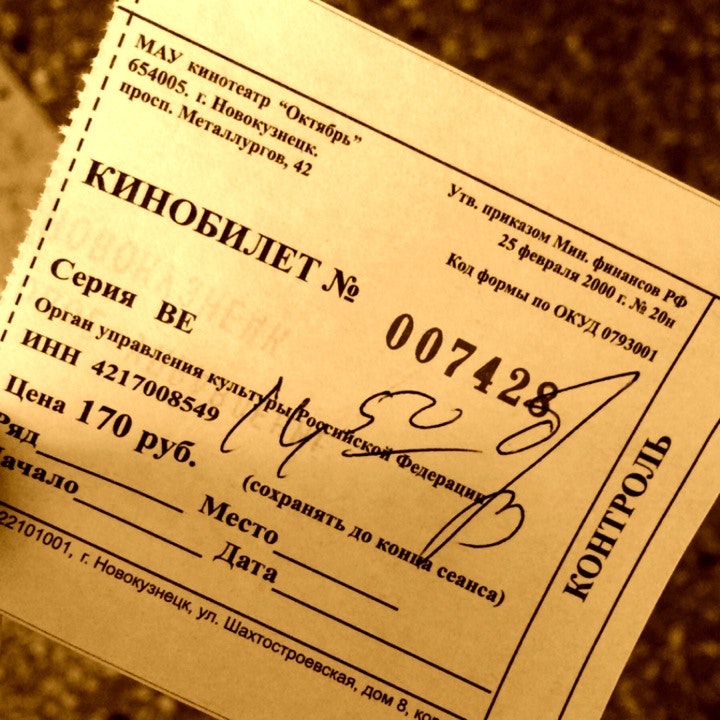 МАУ кинотеатр "Октябрь"
654005. г. Новокузнецк.
просп. Металлургов, 42
Утв. приказом Мин. финансов РФ
25 февраля 2000 г. № 20н
Код формы по ОКУД 0793001
КИНОБИЛЕТ №
007428
Серия ВЕ
Орган управления культуры Российской Федерации
ИНН 4217008549
Цена 170 руб.
(сохранять до конца сеанса)
Ряд
Место
Начало
Дата
КОНТРОЛЬ
22101001, г. Новокузнецк, ул. Шахтостроевская, дом 8,